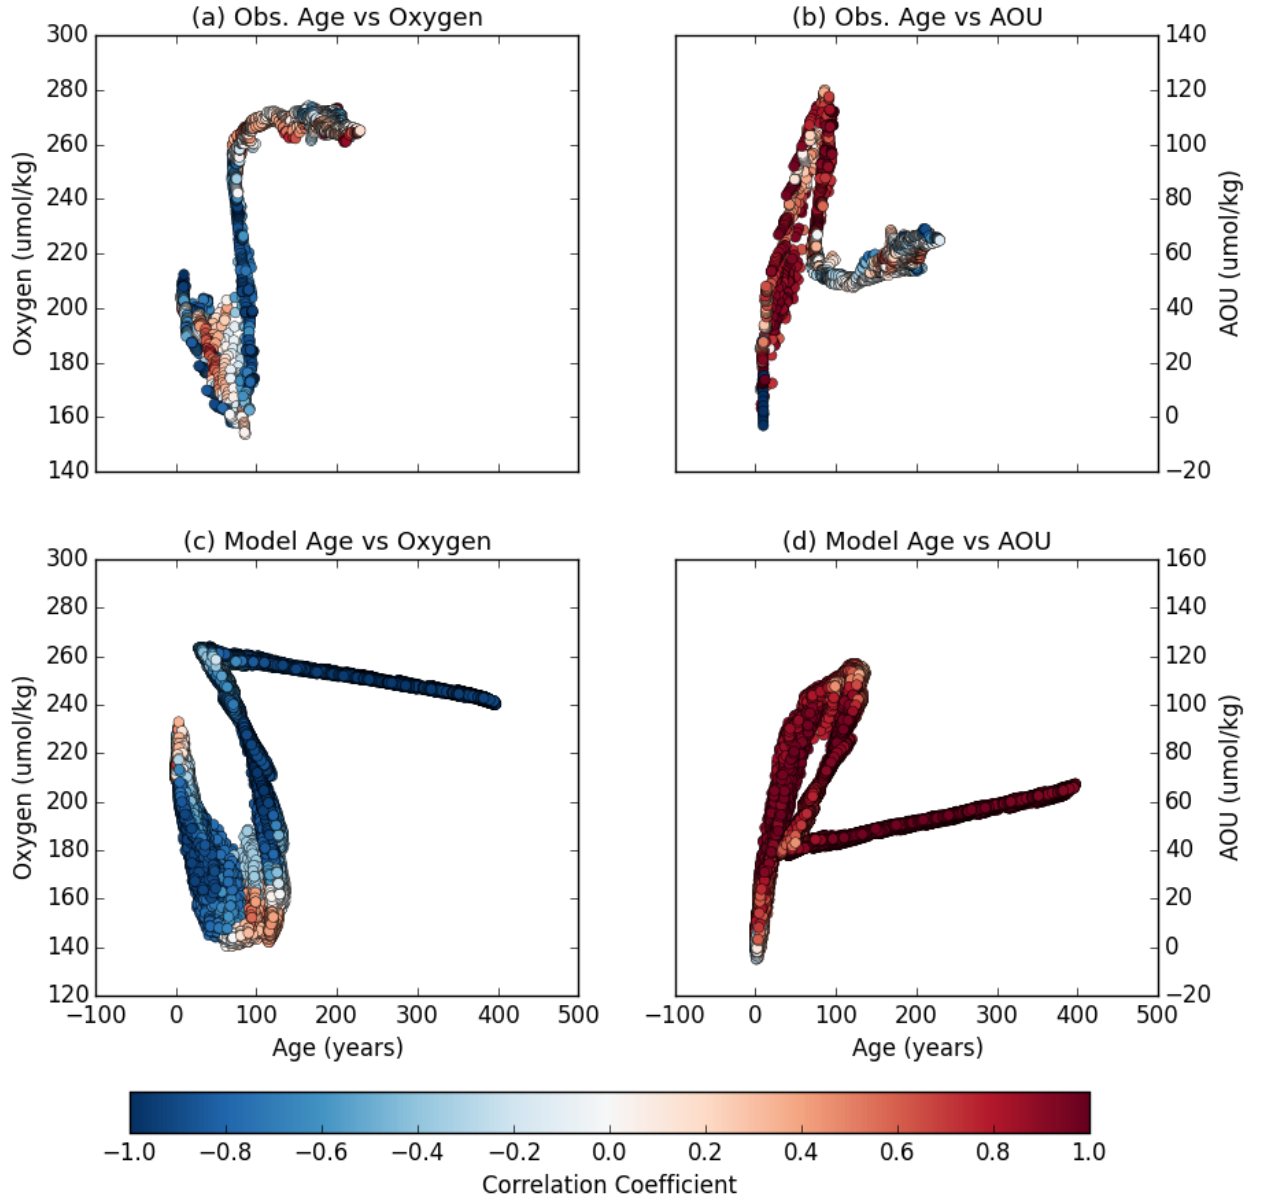 (a) Obs. Age vs Oxygen
(b) Obs. Age vs AOU
300
280
260
240
220
200
180
160
140
Oxygen (umol/kg)
140
120
100
80
60
40
20
0
−20
AOU (umol/kg)
(c) Model Age vs Oxygen
(d) Model Age vs AOU
300
280
260
240
220
200
180
160
140
120
Oxygen (umol/kg)
160
140
120
100
80
60
40
20
0
−20
AOU (umol/kg)
−100 0 100 200 300 400 500
−100 0 100 200 300 400 500
Age (years)
Age (years)
−1.0 −0.8 −0.6 −0.4 −0.2 0.0 0.2 0.4 0.6 0.8 1.0
Correlation Coefficient